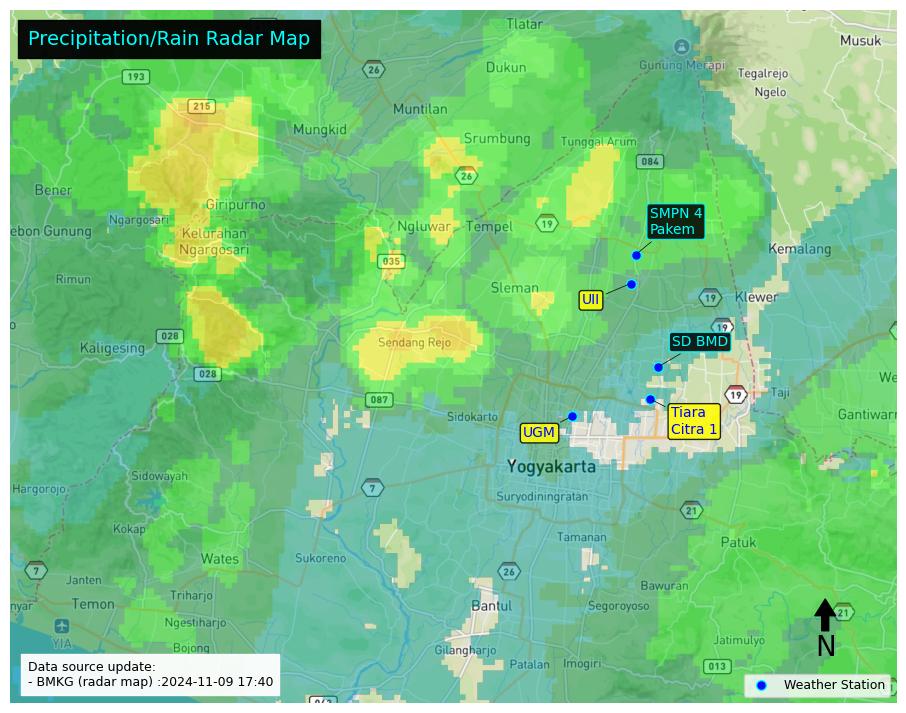 Precipitation/Rain Radar Map
Tlatar
Musuk
26
Gunung Merapi
193
Dukun
Tegalrejo
Ngelo
215
Muntilan
Mungkid
Srumbung
Tunggal Arum
084
26
Bener
SMPN 4
Pakem
Giripurno
Ngargosari
Ngluwar
Tempel
19
ebon Gunung
Kelurahan
Ngargosari
Kemalang
035
Rimun
Sleman
UII
19
Klewer
19
028
Sendang Rejo
SD BMD
Kaligesing
028
We
087
19
Taji
Tiara
Citra 1
Sidokarto
Gantiwarn
UGM
Yogyakarta
Sidowayah
Hargorojo
7
Suryodiningratan
21
Kokap
Tamanan
Patuk
Wates
Sukoreno
7
26
Janten
Bawuran
nyar
Temon
Triharjo
Bantul
Segoroyoso
21
Ngestiharjo
YIA
Jatimulyo
N
Bojong
Gilangharjo
Patalan
Imogiri
013
Data source update:
- BMKG (radar map) :2024-11-09 17:40
Weather Station